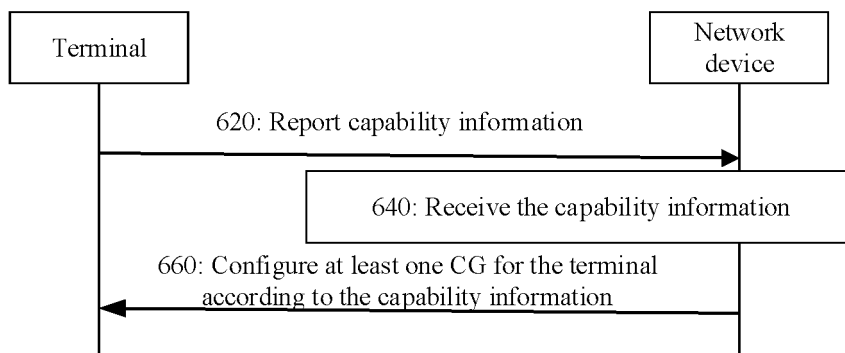 Terminal
Network
device
620: Report capability information
640: Receive the capability information
660: Configure at least one CG for the terminal
according to the capability information